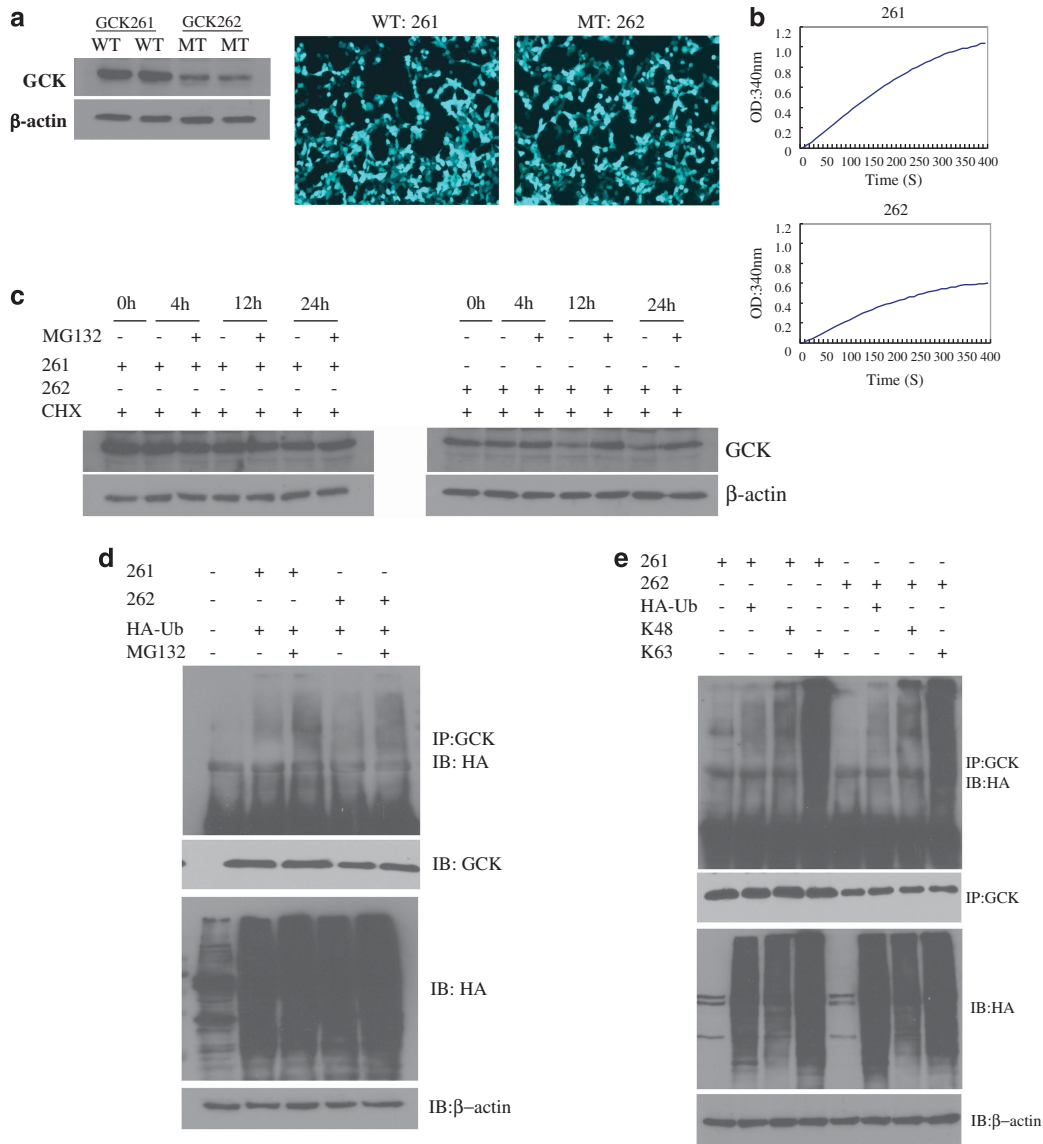 a
GCK261 GCK262
WT WT MT MT
GCK
β-actin
WT: 261
MT: 262
b
261
OD:340nm
1.2
1.0
0.8
0.6
0.4
0.2
0
0 50 100 150 200 250 300 350 400
Time (S)
262
OD:340nm
1.2
1.0
0.8
0.6
0.4
0.2
0
0 50 100 150 200 250 300 350 400
Time (S)
c
0h 4h 12h 24h 0h 4h 12h 24h
MG132 - - + - + - + - - + - + - +
261 + + + + + + + - - - - - - -
262 - - - - - - - + + + + + + +
CHX + + + + + + + + + + + + + +
GCK
β-actin
d
261 - + + - -
262 - - - + +
HA-Ub - + + + +
MG132 - - + - +
IP:GCK
IB: HA
IB: GCK
IB: HA
IB:β-actin
e
261 + + + + - - - -
262 - - - - + + + +
HA-Ub - + - - - + - -
K48 - - + - - - + -
K63 - - - + - - - +
IP:GCK
IB:HA
IP:GCK
IB:HA
IB:β-actin